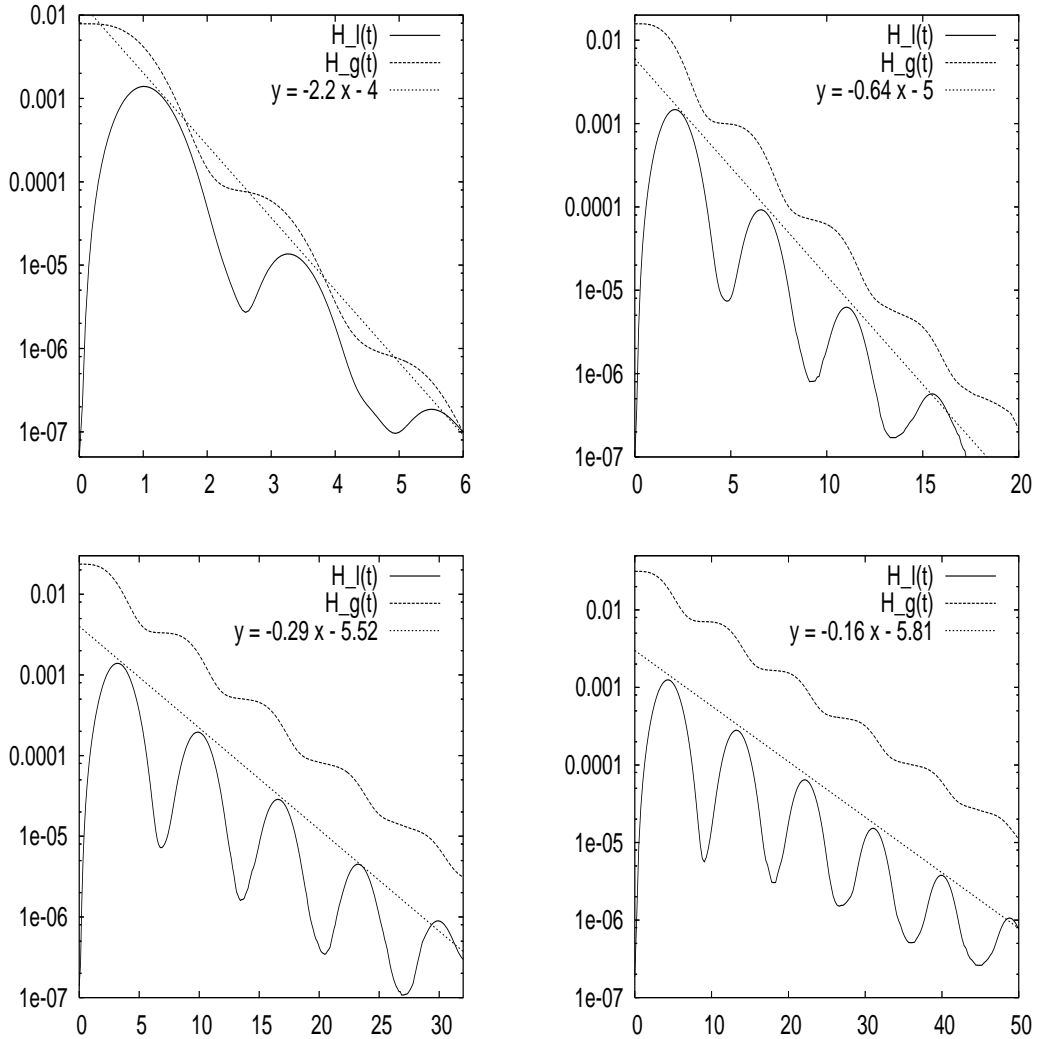 0.01
0.001
0.0001
1e-05
1e-06
1e-07
0 1 2 3 4 5 6
H_l(t)
H_g(t)
y = -2.2 x - 4
0.01
0.001
0.0001
1e-05
1e-06
1e-07
0 5 10 15 20
H_l(t)
H_g(t)
y = -0.64 x - 5
0.01
0.001
0.0001
1e-05
1e-06
1e-07
0 5 10 15 20 25 30
H_l(t)
H_g(t)
y = -0.29 x - 5.52
0.01
0.001
0.0001
1e-05
1e-06
1e-07
0 10 20 30 40 50
H_l(t)
H_g(t)
y = -0.16 x - 5.81